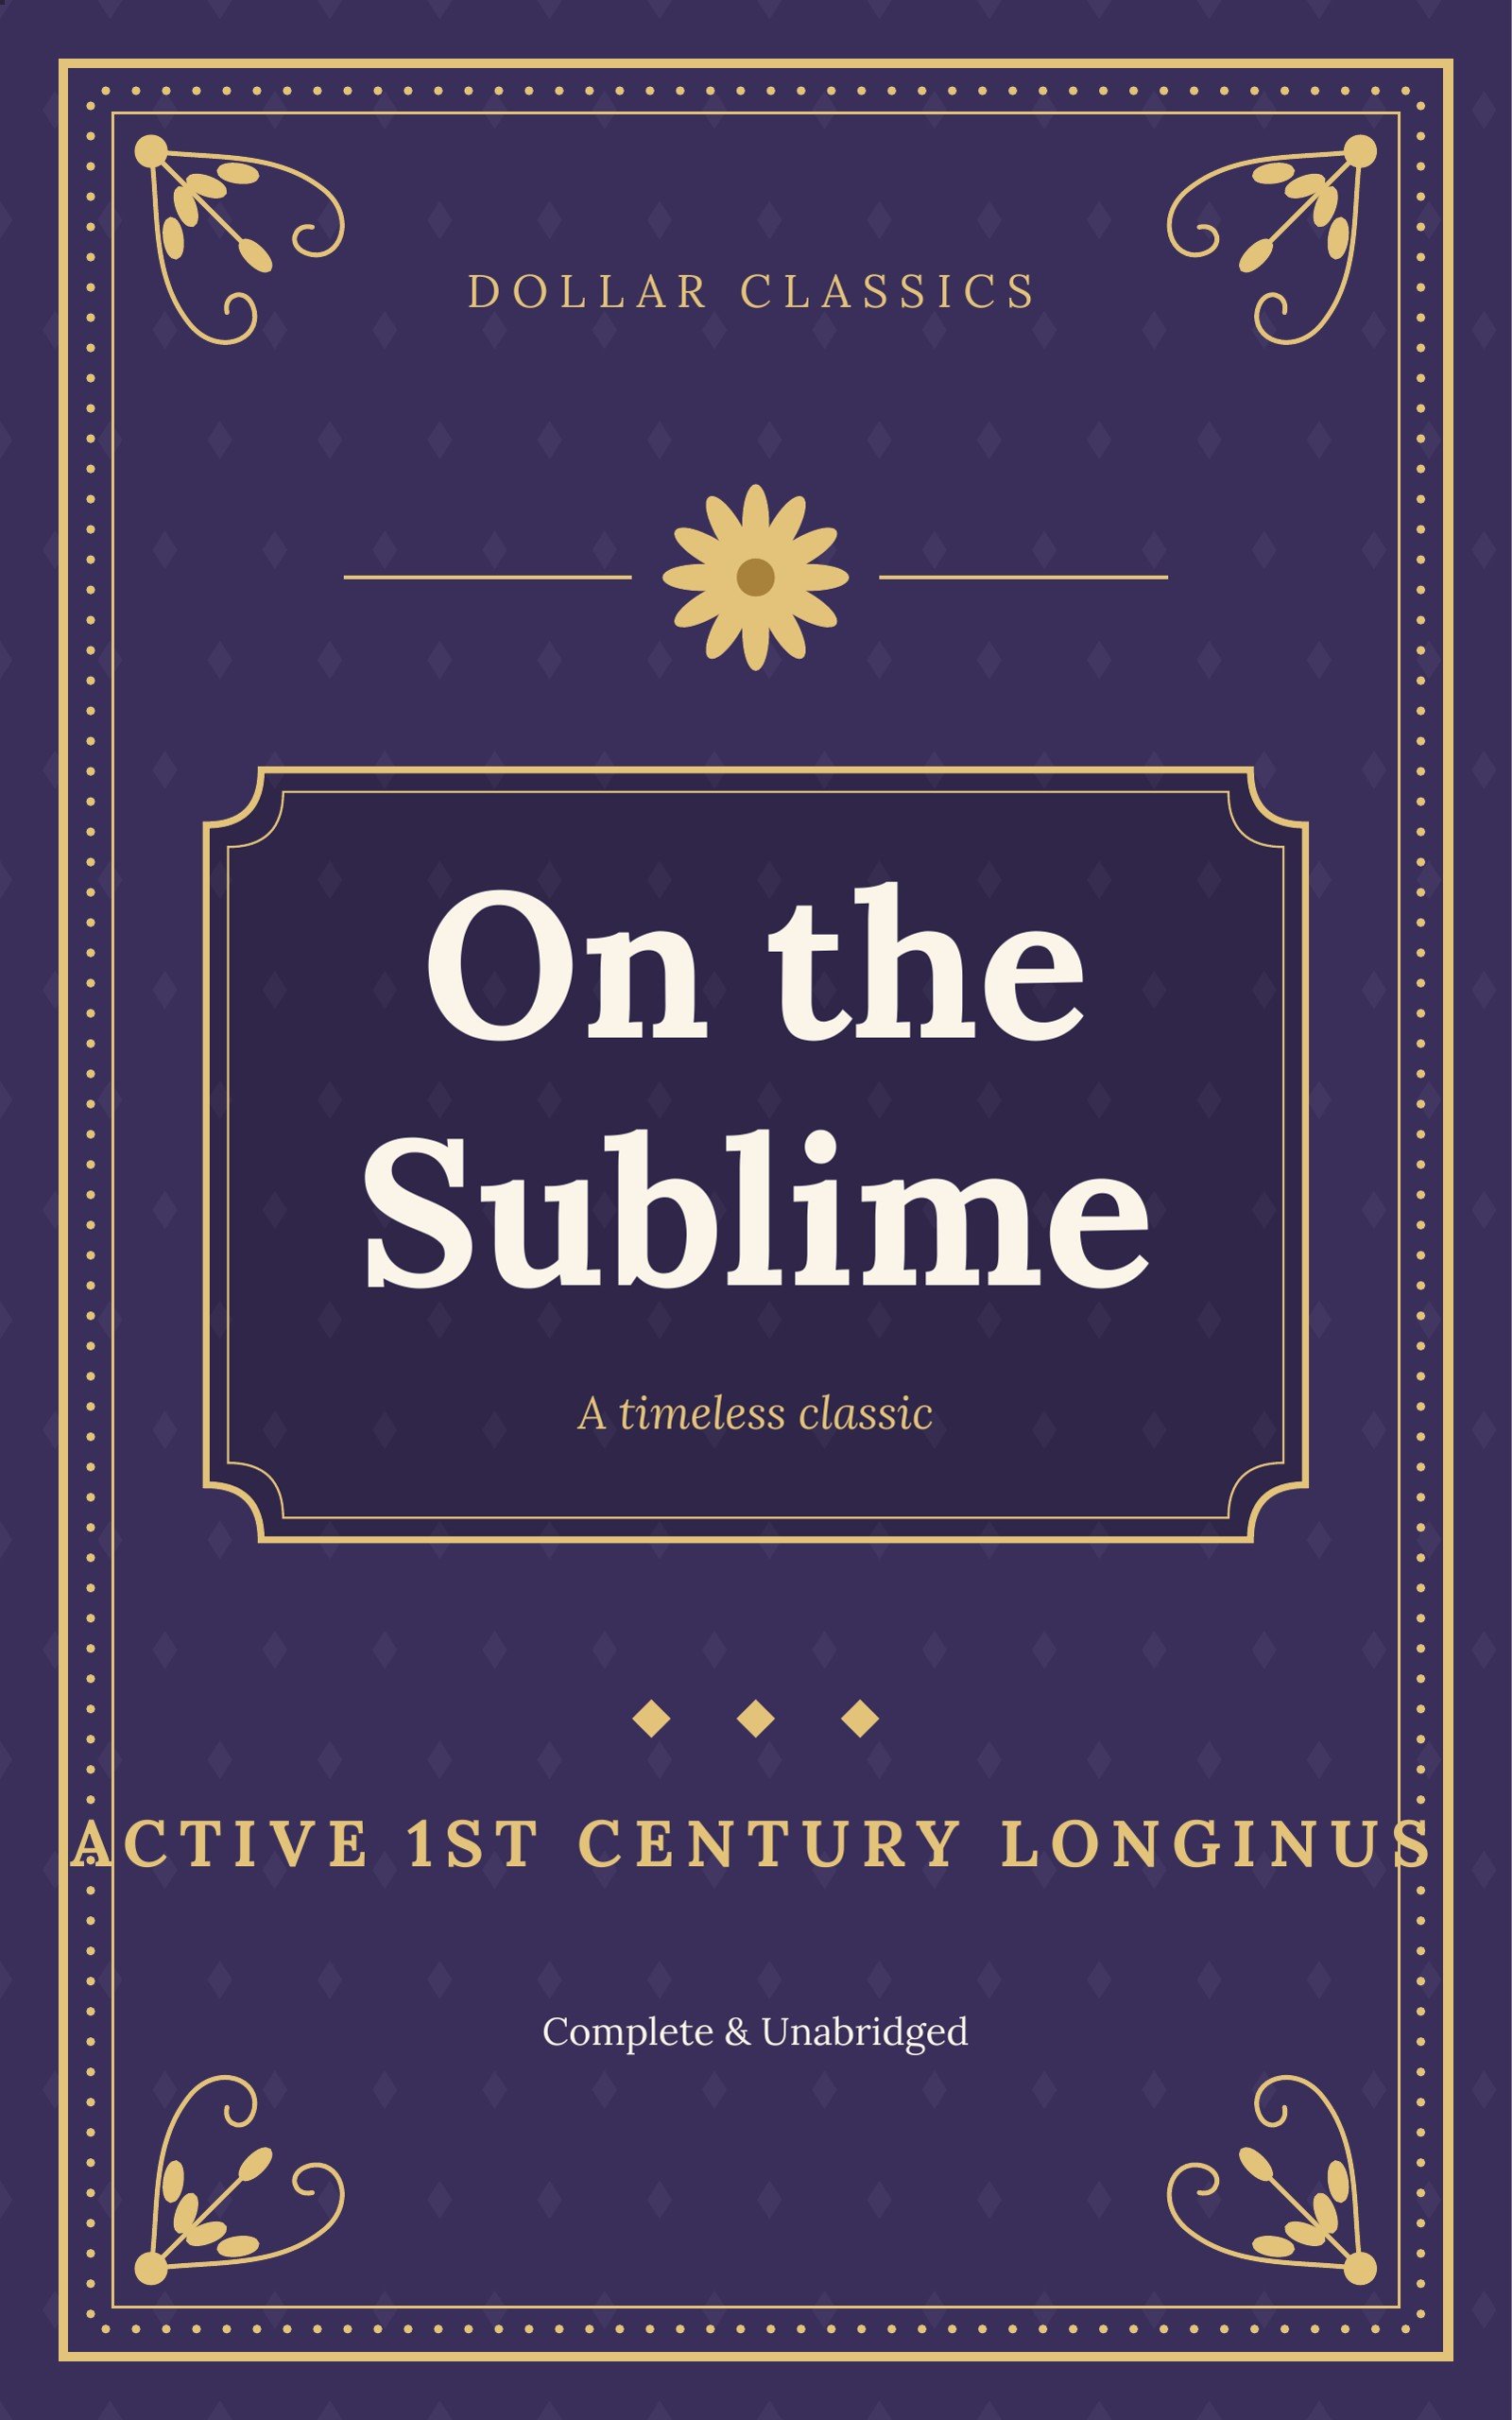 DOLLAR CLASSICS
On the
Sublime
A timeless classic
ACTIVE 1ST CENTURY LONGINUS
Complete & Unabridged